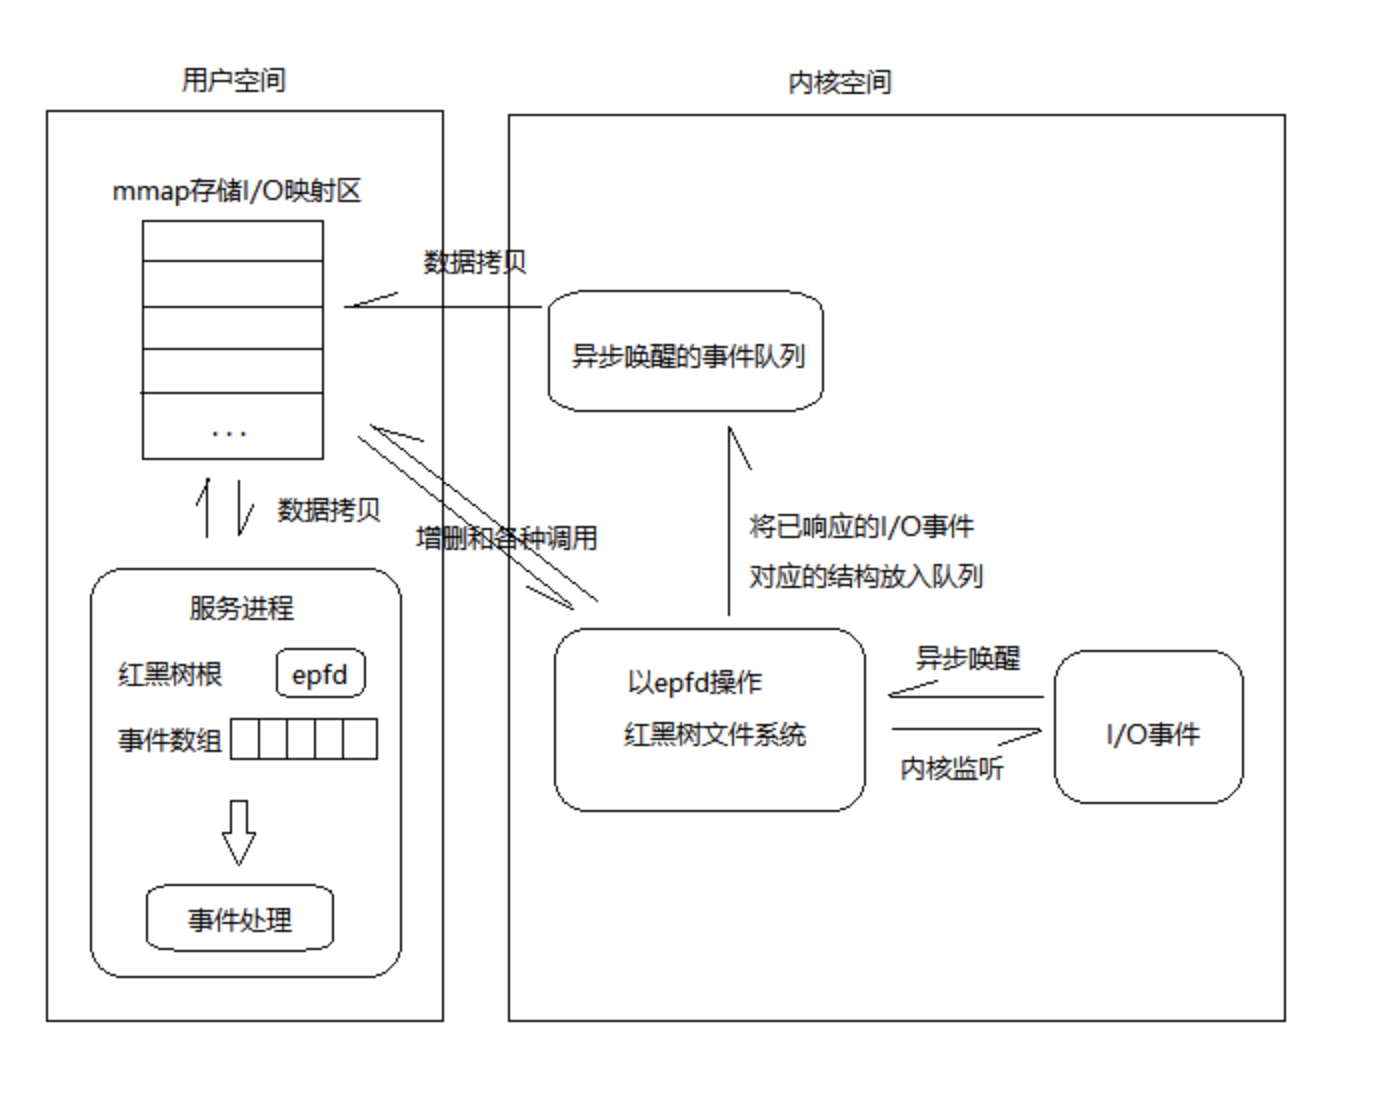 用户空间
内核空间
mmap存储I/O映射区
数据拷贝
异步唤醒的事件队列
...
数据拷贝
增删和各种调用
将已响应的I/O事件
对应的结构放入队列
服务进程
红黑树根
epfd
事件数组
事件处理
以epfd操作
红黑树文件系统
异步唤醒
内核监听
I/O事件